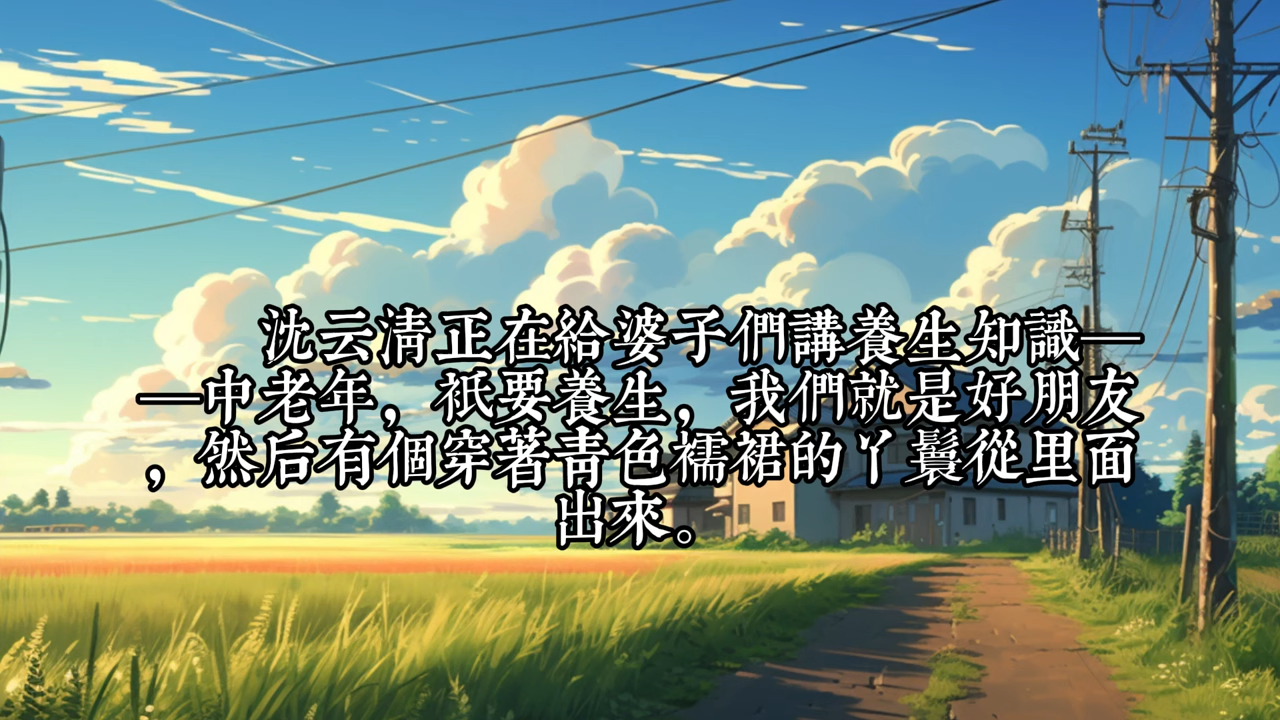 沈云清正在給婆子們講養生知識—
—中老年，衹要養生，我們就是好朋友
，然后有個穿著青色襦裙的丫鬟從里面
出來。